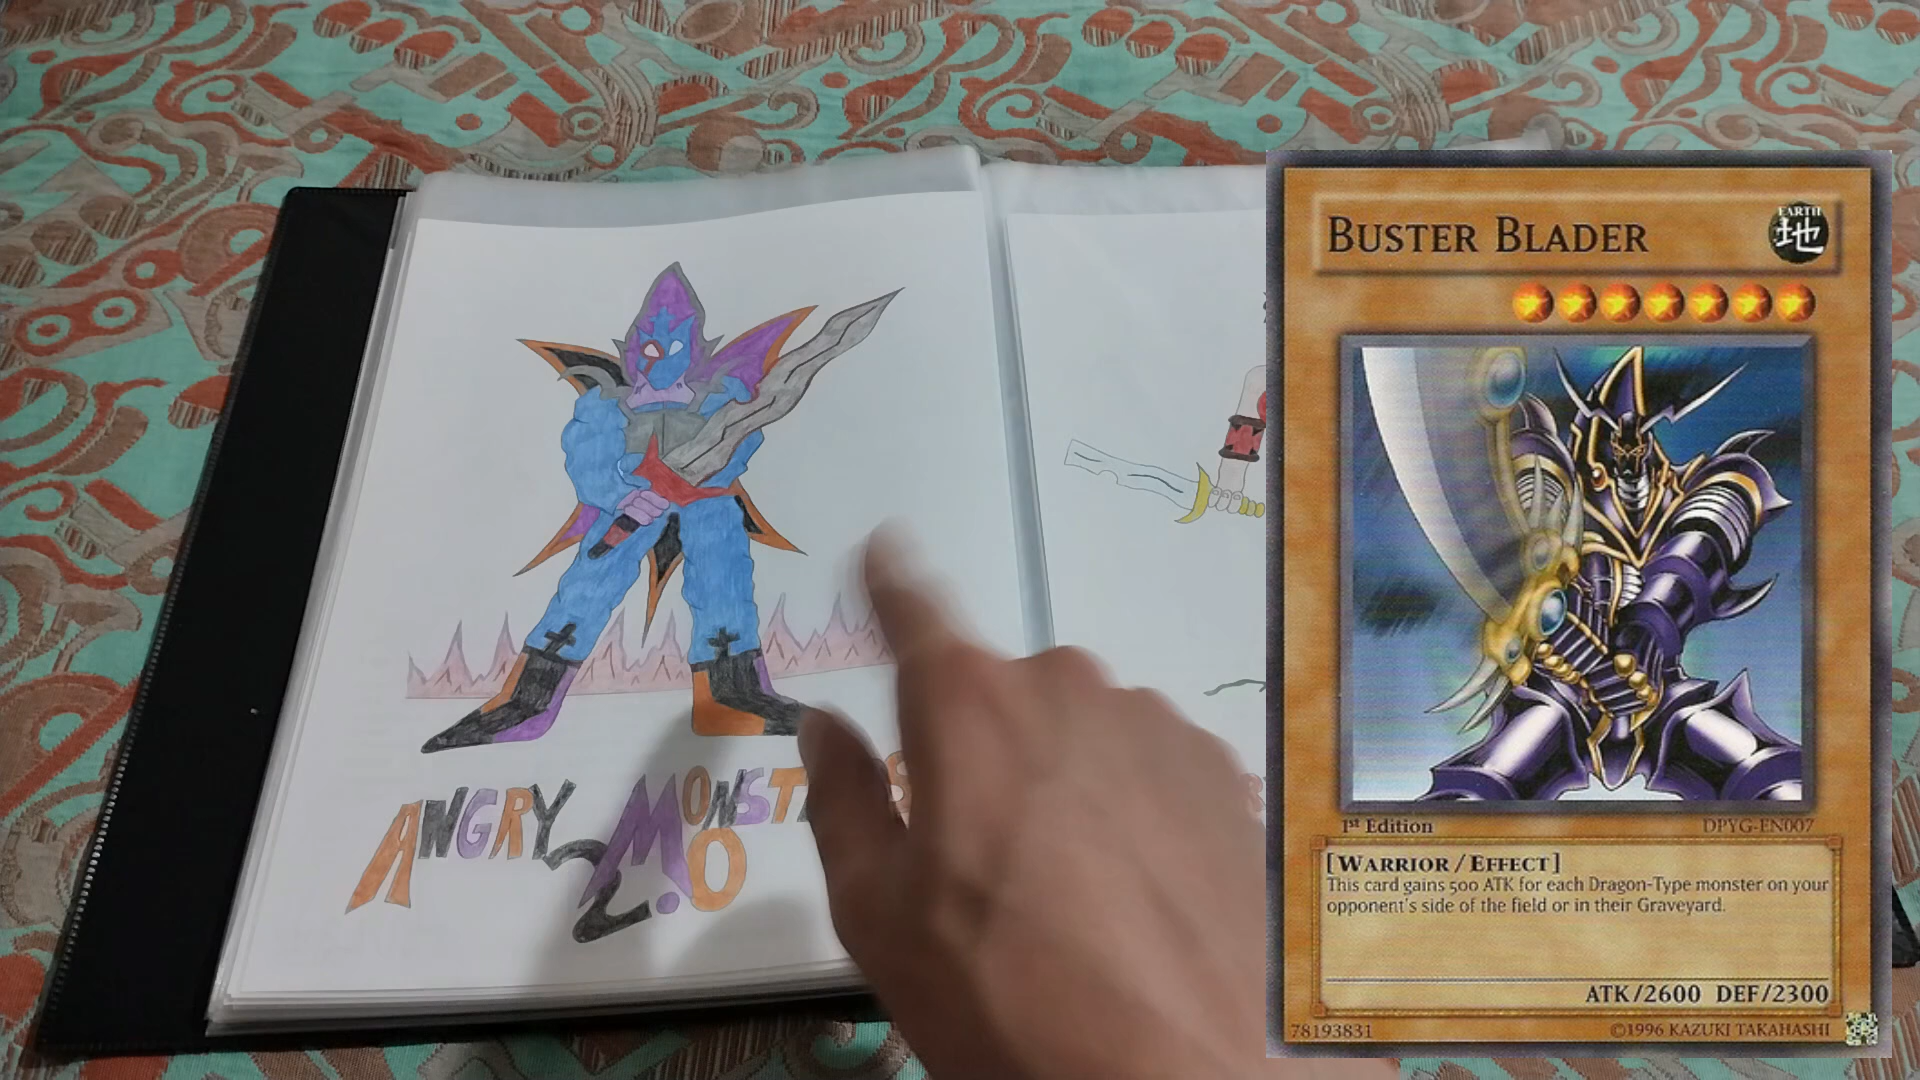 ANGRY
2.0
BUSTER BLADER
EARTH
地
1st Edition
DPYG-EN007
[WARRIOR/EFFECT]
This card gains 500 ATK for each Dragon-Type monster on your
opponent's side of the field or in their Graveyard.
ATK/2600 DEF/2300
78193831
©1996 KAZUKI TAKAHASHI